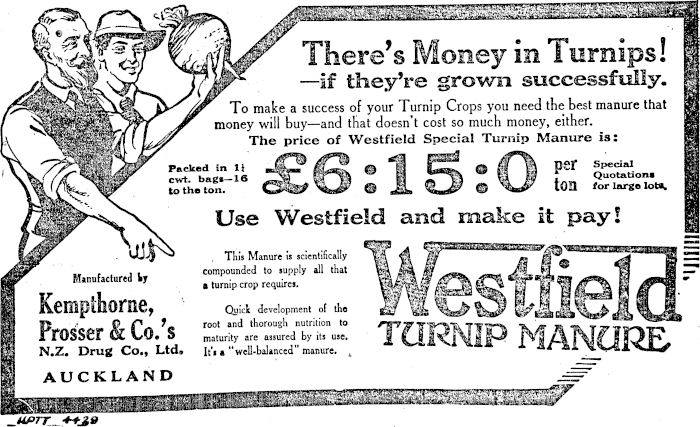 There's Money in Turnips!
—if they're grown successfully.
To make a success of your Turnip Crops you need the best manure that
money will buy—and that doesn't cost so much money, either.
The price of Westfield Special Turnip Manure is:
Packed in 1¼
cwt. bags—16
to the ton.
£6:15:0
per
ton
Special
Quotations
for large lots.
Use Westfield and make it pay!
Manufactured by
Kempthorne,
Prosser & Co.'s
N.Z. Drug Co., Ltd.
AUCKLAND
This Manure is scientifically
compounded to supply all that
a turnip crop requires.
Quick development of the
root and thorough nutrition to
maturity are assured by its use.
It's a "well-balanced" manure.
Westfield
TURNIP MANURE